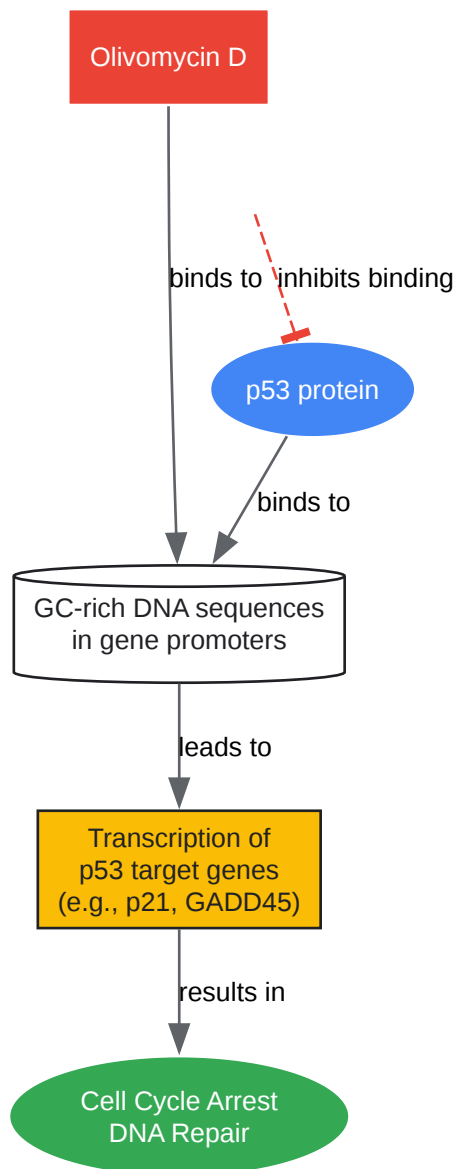 Olivomycin D
binds to
inhibits binding
p53 protein
binds to
GC-rich DNA sequences
in gene promoters
leads to
Transcription of
p53 target genes
(e.g., p21, GADD45)
results in
Cell Cycle Arrest
DNA Repair